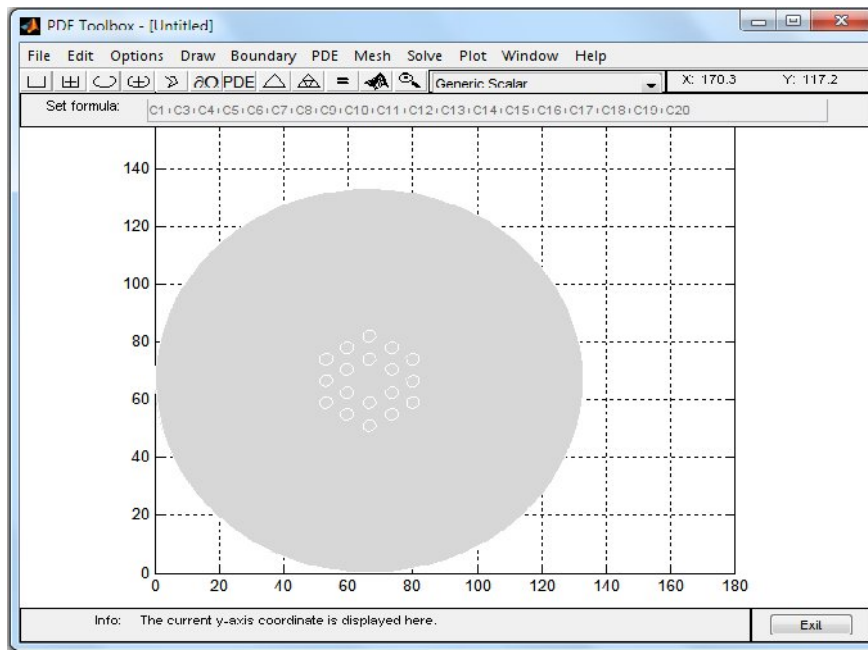 PDE Toolbox - [Untitled]
File Edit Options Draw Boundary PDE Mesh Solve Plot Window Help
∂Ω PDE = Generic Scalar X: 170.3 Y: 117.2
Set formula: C1+C3+C4+C5+C6+C7+C8+C9+C10+C11+C12+C13+C14+C15+C16+C17+C18+C19+C20
140
120
100
80
60
40
20
0
0 20 40 60 80 100 120 140 160 180
Info: The current y-axis coordinate is displayed here.
Exit